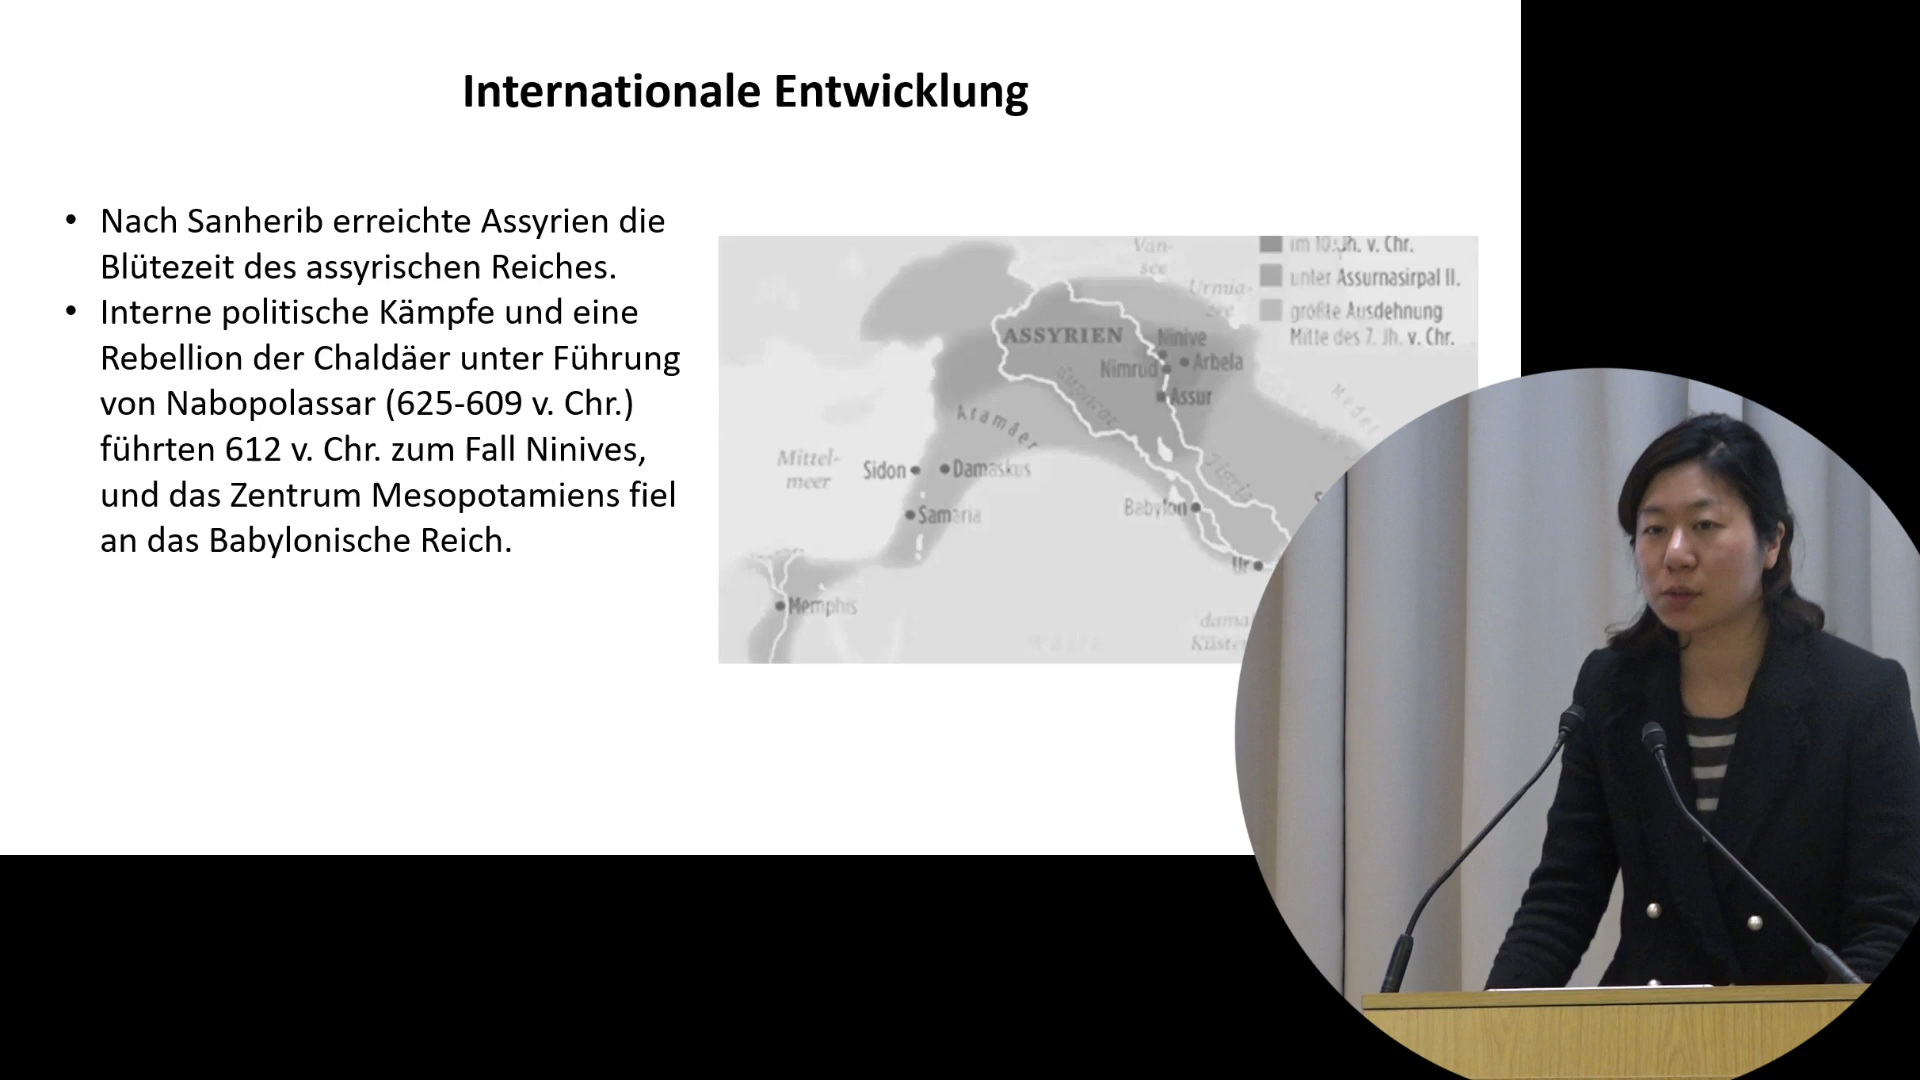 Internationale Entwicklung
• Nach Sanherib erreichte Assyrien die
Blütezeit des assyrischen Reiches.
• Interne politische Kämpfe und eine
Rebellion der Chaldäer unter Führung
von Nabopolassar (625-609 v. Chr.)
führten 612 v. Chr. zum Fall Ninives,
und das Zentrum Mesopotamiens fiel
an das Babylonische Reich.
im 10. Jh. v. Chr.
unter Assurnasirpal II.
größte Ausdehnung
Mitte des 7. Jh. v. Chr.
Van-
see
Urmia-
see
ASSYRIEN
Ninive
Nimrud
Arbela
Assur
Euphrat
Aramäer
Meder
Mittel-
meer
Sidon
Damaskus
Tigris
Samaria
Babylon
Ur
Memphis